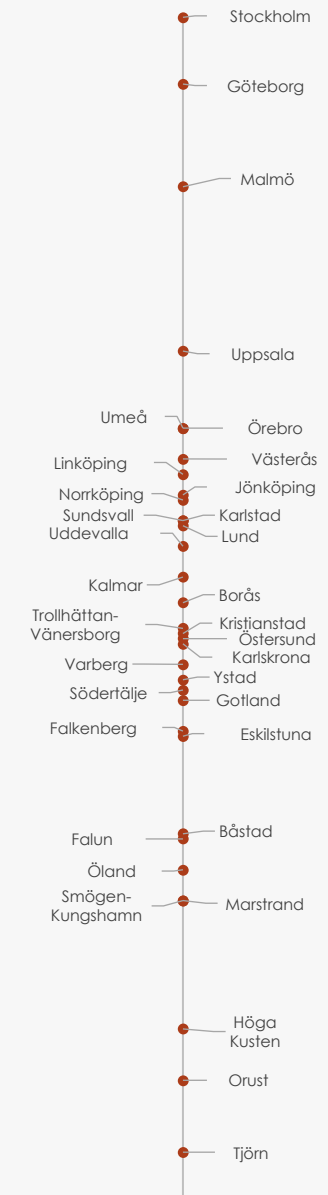 Stockholm
Göteborg
Malmö
Uppsala
Umeå
Örebro
Västerås
Linköping
Jönköping
Norrköping
Sundsvall
Karlstad
Uddevalla
Lund
Kalmar
Borås
Trollhättan-
Vänersborg
Kristianstad
Östersund
Karlskrona
Varberg
Ystad
Södertälje
Gotland
Falkenberg
Eskilstuna
Båstad
Falun
Öland
Smögen-
Kungshamn
Marstrand
Höga
Kusten
Orust
Tjörn